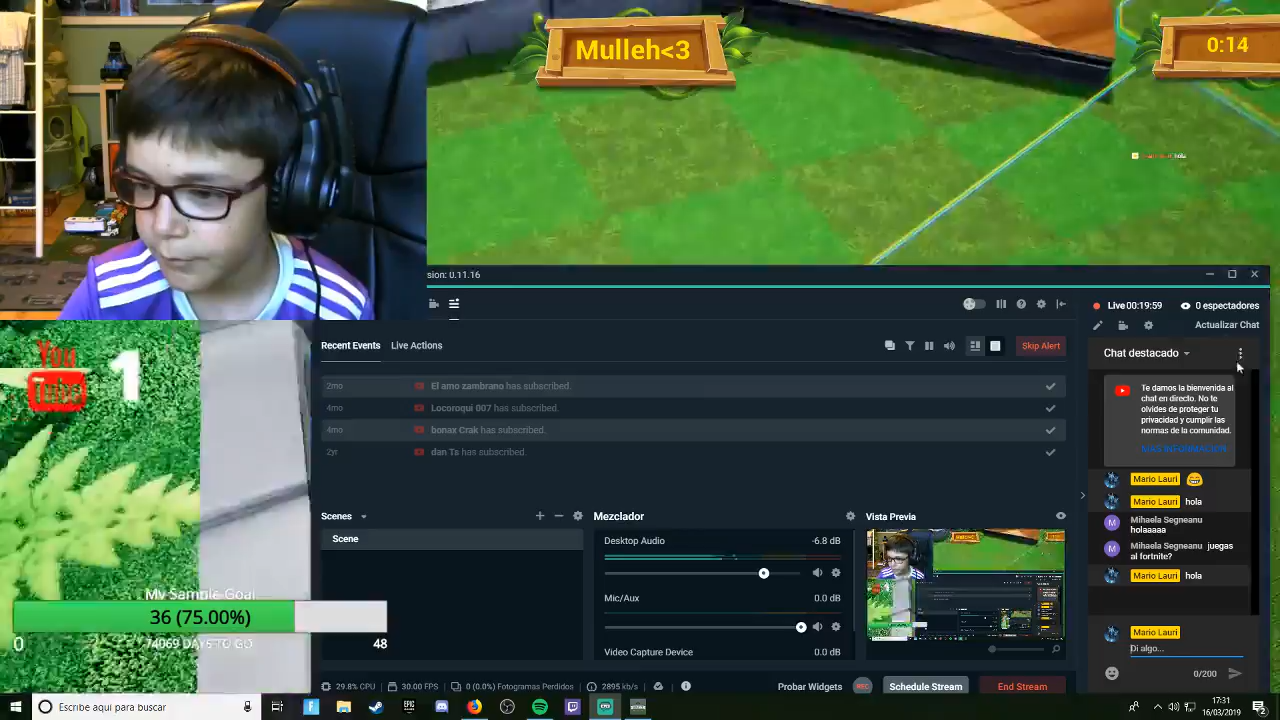 Mulleh<3
0:14
hola
sion: 0.11.16
Live 00:19:59 0 espectadores
Actualizar Chat
Recent Events Live Actions
Skip Alert
Chat destacado
2mo El amo zambrano has subscribed.
4mo Locoroqui 007 has subscribed.
4mo bonax Crak has subscribed.
2yr dan Ts has subscribed.
Te damos la bienvenida al
chat en directo. No te
olvides de proteger tu
privacidad y cumplir las
normas de la comunidad.
MÁS INFORMACIÓN
Mario Lauri
Mario Lauri hola
M Mihaela Segneanu
holaaaaa
M Mihaela Segneanu juegas
al fortnite?
Mario Lauri hola
Mario Lauri
Di algo...
0/200
You
Tube 1
Scenes
Scene
Mezclador
Desktop Audio -6.8 dB
Mic/Aux 0.0 dB
Video Capture Device 0.0 dB
Vista Previa
My Sample Goal
36 (75.00%)
0 74069 DAYS TO GO 48
29.8% CPU 30.00 FPS 0 (0.0%) Fotogramas Perdidos 2895 kb/s
Probar Widgets REC Schedule Stream End Stream
Escribe aquí para buscar
EPIC
17:31
16/03/2019
2